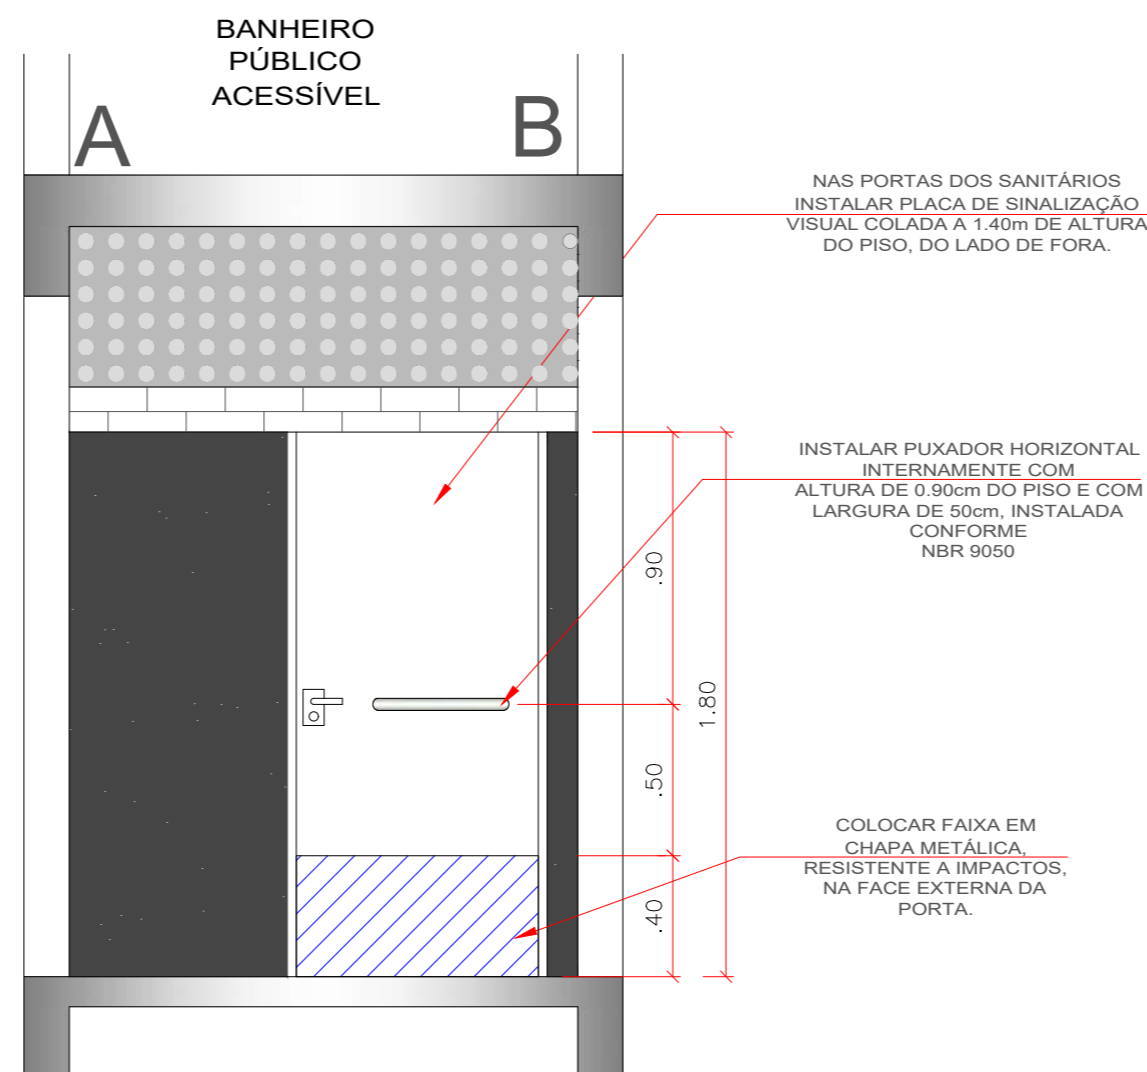 BANHEIRO
PÚBLICO
ACESSÍVEL
A
B
NAS PORTAS DOS SANITÁRIOS
INSTALAR PLACA DE SINALIZAÇÃO
VISUAL COLADA A 1.40m DE ALTURA
DO PISO, DO LADO DE FORA.
INSTALAR PUXADOR HORIZONTAL
INTERNAMENTE COM
ALTURA DE 0.90cm DO PISO E COM
LARGURA DE 50cm, INSTALADA
CONFORME
NBR 9050
.90
1.80
.50
.40
COLOCAR FAIXA EM
CHAPA METÁLICA,
RESISTENTE A IMPACTOS,
NA FACE EXTERNA DA
PORTA.